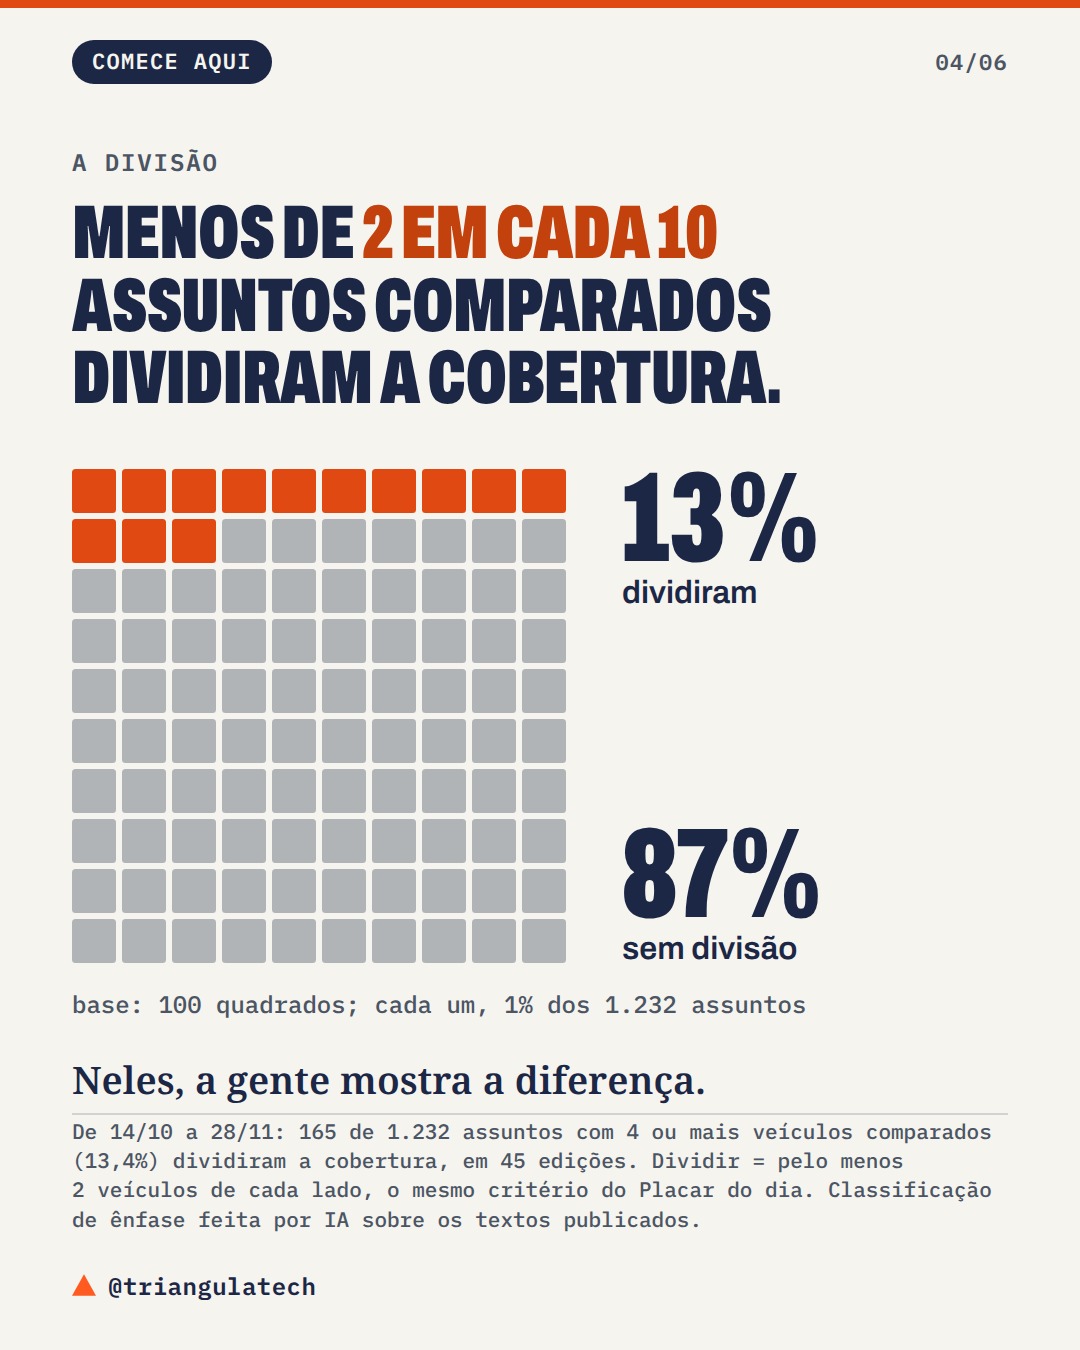 COMECE AQUI
04/06
A DIVISÃO
MENOS DE 2 EM CADA 10
ASSUNTOS COMPARADOS
DIVIDIRAM A COBERTURA.
13%
dividiram
87%
sem divisão
base: 100 quadrados; cada um, 1% dos 1.232 assuntos
Neles, a gente mostra a diferença.
De 14/10 a 28/11: 165 de 1.232 assuntos com 4 ou mais veículos comparados
(13,4%) dividiram a cobertura, em 45 edições. Dividir = pelo menos
2 veículos de cada lado, o mesmo critério do Placar do dia. Classificação
de ênfase feita por IA sobre os textos publicados.
@triangulatech